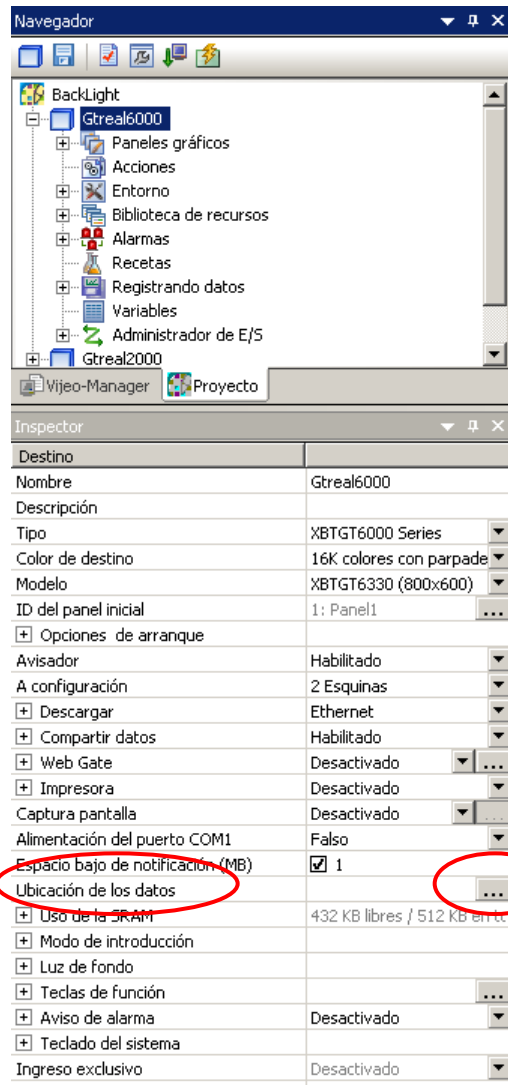 Navegador
BackLight
Gtreal6000
Paneles gráficos
Acciones
Entorno
Biblioteca de recursos
Alarmas
Recetas
Registrando datos
Variables
Administrador de E/S
Gtreal2000
Vijeo-Manager Proyecto
Inspector
Destino
Nombre Gtreal6000
Descripción
Tipo XBTGT6000 Series
Color de destino 16K colores con parpade
Modelo XBTGT6330 (800x600)
ID del panel inicial 1: Panel1 ...
Opciones de arranque
Avisador Habilitado
A configuración 2 Esquinas
Descargar Ethernet
Compartir datos Habilitado
Web Gate Desactivado ...
Impresora Desactivado
Captura pantalla Desactivado ...
Alimentación del puerto COM1 Falso
Espacio bajo de notificación (MB) 1
Ubicación de los datos ...
Uso de la SRAM 432 KB libres / 512 KB en tc
Modo de introducción
Luz de fondo
Teclas de función ...
Aviso de alarma Desactivado
Teclado del sistema
Ingreso exclusivo Desactivado